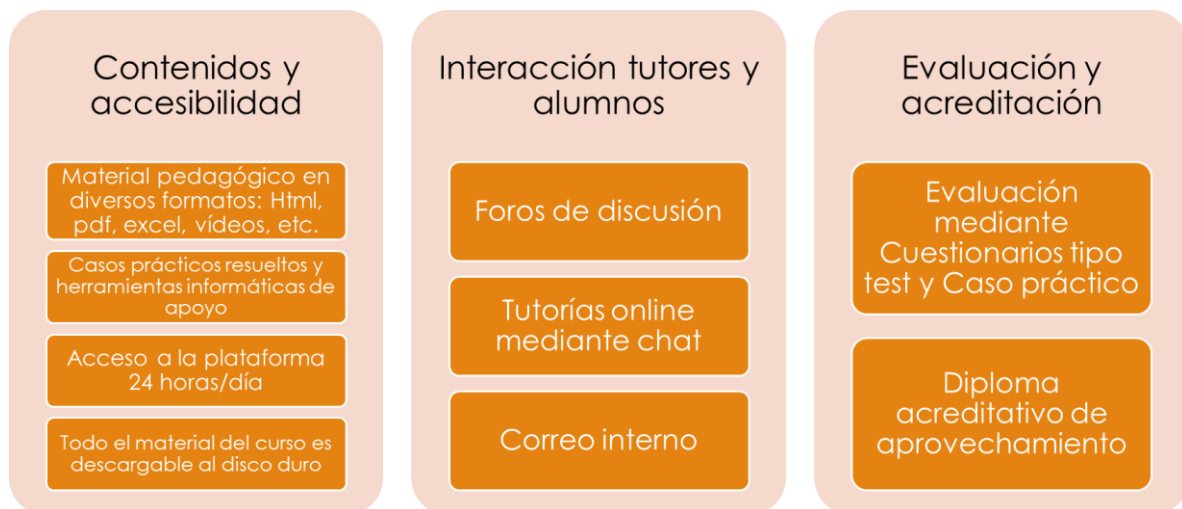 Contenidos y
accesibilidad
Material pedagógico en
diversos formatos: Html,
pdf, excel, vídeos, etc.
Casos prácticos resueltos y
herramientas informáticas de
apoyo
Acceso a la plataforma
24 horas/día
Todo el material del curso es
descargable al disco duro
Interacción tutores y
alumnos
Foros de discusión
Tutorías online
mediante chat
Correo interno
Evaluación y
acreditación
Evaluación
mediante
Cuestionarios tipo
test y Caso práctico
Diploma
acreditativo de
aprovechamiento